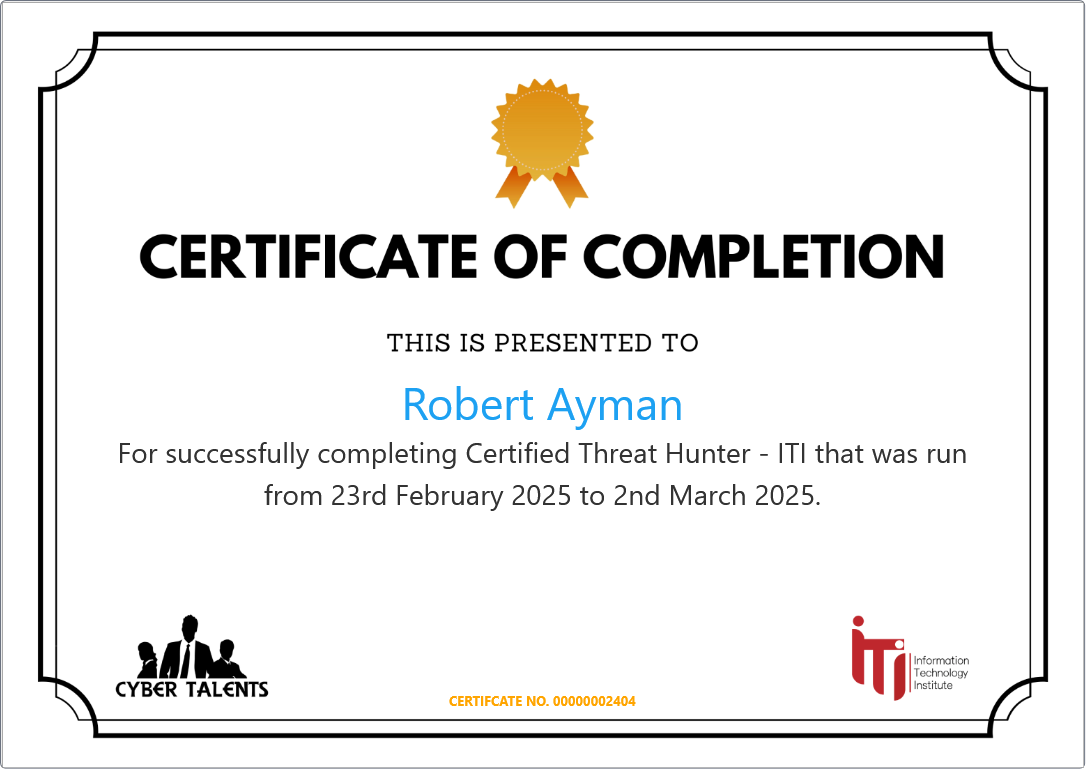 CERTIFICATE OF COMPLETION
THIS IS PRESENTED TO
Robert Ayman
For successfully completing Certified Threat Hunter - ITI that was run
from 23rd February 2025 to 2nd March 2025.
CYBER TALENTS
CERTIFCATE NO. 00000002404
iTi
Information
Technology
Institute